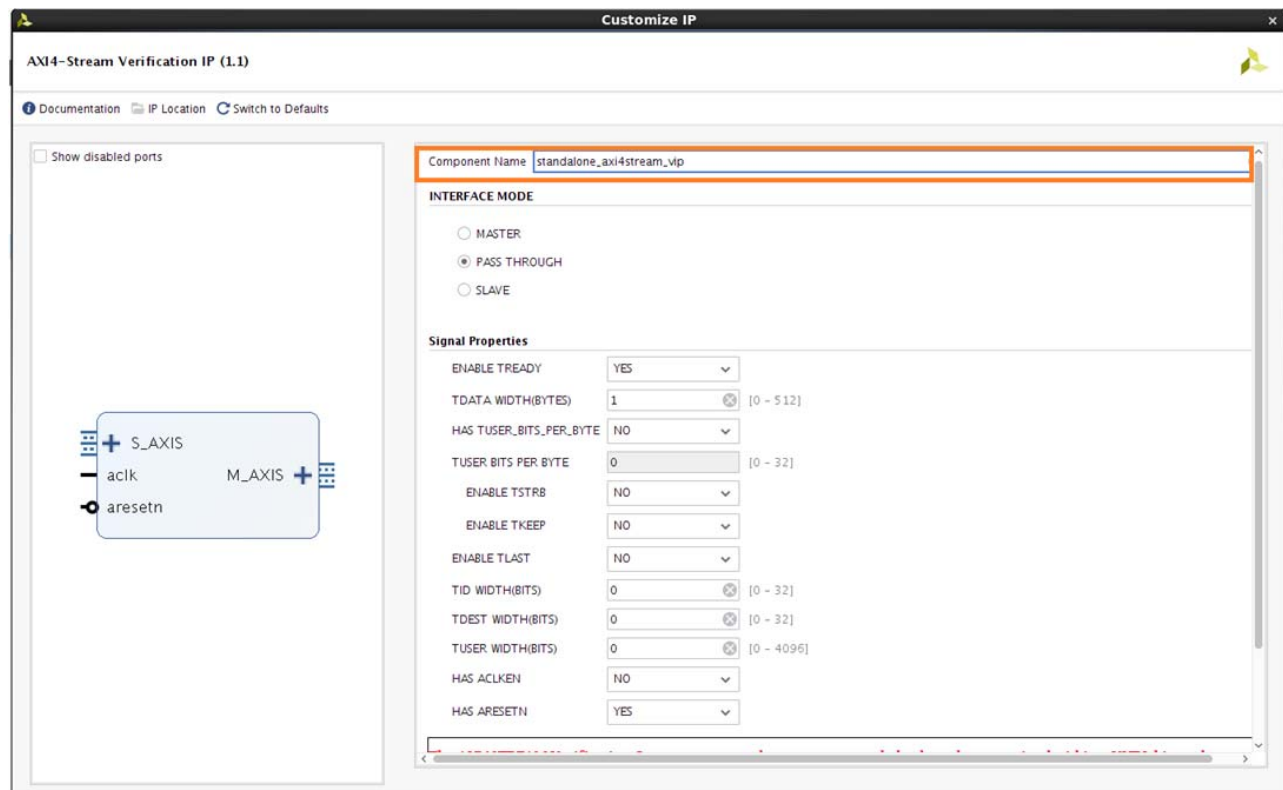 Customize IP
AXI4-Stream Verification IP (1.1)
Documentation IP Location Switch to Defaults
Show disabled ports
S_AXIS
aclk M_AXIS
aresetn
Component Name standalone_axi4stream_vip
INTERFACE MODE
MASTER
PASS THROUGH
SLAVE
Signal Properties
ENABLE TREADY YES
TDATA WIDTH(BYTES) 1 [0 - 512]
HAS TUSER_BITS_PER_BYTE NO
TUSER BITS PER BYTE 0 [0 - 32]
ENABLE TSTRB NO
ENABLE TKEEP NO
ENABLE TLAST NO
TID WIDTH(BITS) 0 [0 - 32]
TDEST WIDTH(BITS) 0 [0 - 32]
TUSER WIDTH(BITS) 0 [0 - 4096]
HAS ACLKEN NO
HAS ARESETN YES